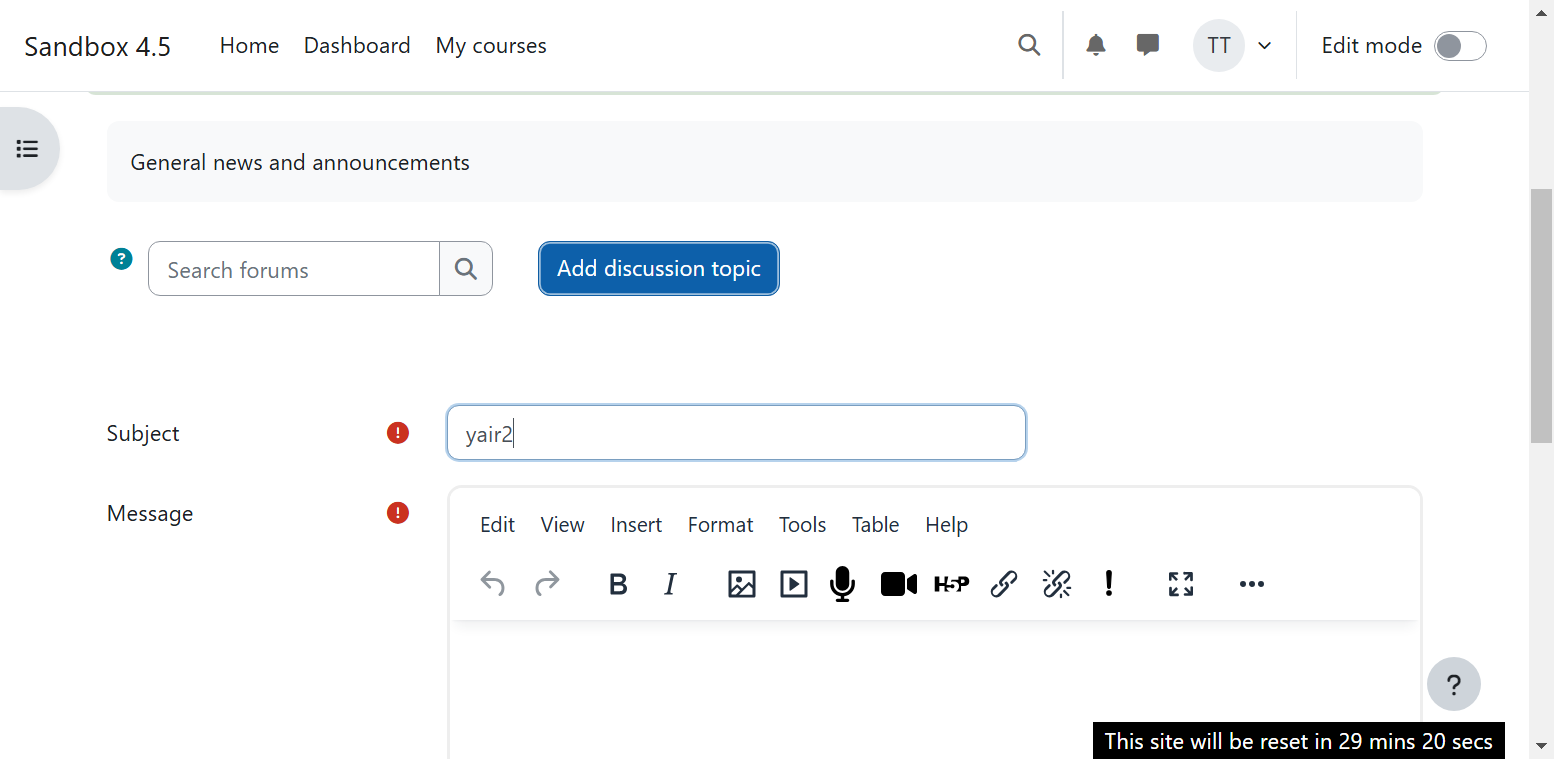 Sandbox 4.5 Home Dashboard My courses TT Edit mode
General news and announcements
? Search forums Add discussion topic
Subject ! yair2
Message !
Edit View Insert Format Tools Table Help
B I H5P !
?
This site will be reset in 29 mins 20 secs